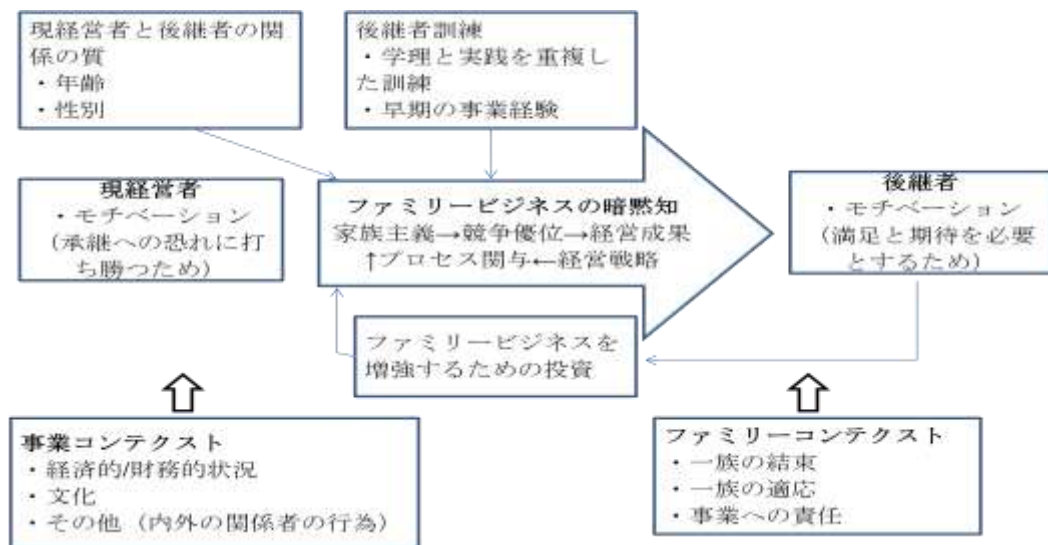 現経営者と後継者の関
係の質
・年齢
・性別
後継者訓練
・学理と実践を重複し
た訓練
・早期の事業経験
現経営者
・モチベーション
(承継への恐れに打
ち勝つため)
ファミリービジネスの暗黙知
家族主義→競争優位→経営成果
↑プロセス関与←経営戦略
後継者
・モチベーション
(満足と期待を必要
とするため)
ファミリービジネスを
増強するための投資
事業コンテクスト
・経済的/財務的状況
・文化
・その他(内外の関係者の行為)
ファミリーコンテクスト
・一族の結束
・一族の適応
・事業への責任